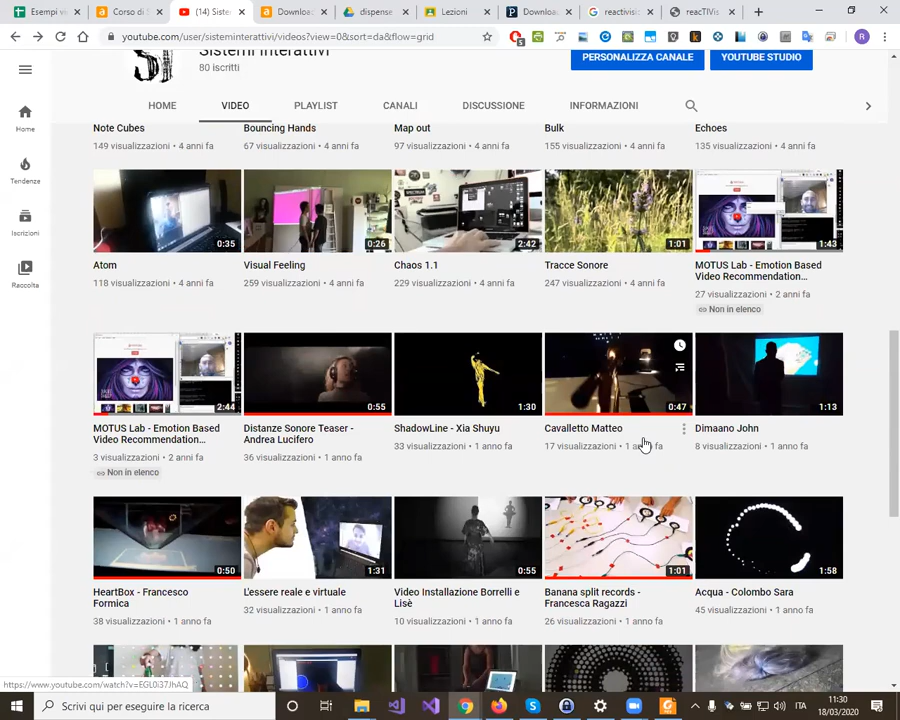 Esempi vi
Corso di S
(14) Siste
Downloa
dispense
Lezioni
Downloa
reactivisi
reacTIVis
youtube.com/user/sisteminterattivi/videos?view=0&sort=da&flow=grid
Sistemi Interattivi
80 iscritti
PERSONALIZZA CANALE
YOUTUBE STUDIO
HOME
VIDEO
PLAYLIST
CANALI
DISCUSSIONE
INFORMAZIONI
Home
Tendenze
Iscrizioni
Raccolta
Note Cubes
149 visualizzazioni • 4 anni fa
Bouncing Hands
67 visualizzazioni • 4 anni fa
Map out
97 visualizzazioni • 4 anni fa
Bulk
155 visualizzazioni • 4 anni fa
Echoes
135 visualizzazioni • 4 anni fa
0:35
Atom
118 visualizzazioni • 4 anni fa
0:26
Visual Feeling
259 visualizzazioni • 4 anni fa
2:42
Chaos 1.1
229 visualizzazioni • 4 anni fa
1:01
Tracce Sonore
247 visualizzazioni • 4 anni fa
1:43
MOTUS Lab - Emotion Based
Video Recommendation...
27 visualizzazioni • 2 anni fa
Non in elenco
2:44
MOTUS Lab - Emotion Based
Video Recommendation...
3 visualizzazioni • 2 anni fa
Non in elenco
0:55
Distanze Sonore Teaser -
Andrea Lucifero
36 visualizzazioni • 1 anno fa
1:30
ShadowLine - Xia Shuyu
33 visualizzazioni • 1 anno fa
0:47
Cavalletto Matteo
17 visualizzazioni • 1 anno fa
1:13
Dimaano John
8 visualizzazioni • 1 anno fa
0:50
HeartBox - Francesco
Formica
38 visualizzazioni • 1 anno fa
1:31
L'essere reale e virtuale
32 visualizzazioni • 1 anno fa
0:55
Video Installazione Borrelli e
Lisè
10 visualizzazioni • 1 anno fa
1:01
Banana split records -
Francesca Ragazzi
26 visualizzazioni • 1 anno fa
1:58
Acqua - Colombo Sara
45 visualizzazioni • 1 anno fa
https://www.youtube.com/watch?v=EGL0i37JhAQ
Scrivi qui per eseguire la ricerca
ITA
11:30
18/03/2020